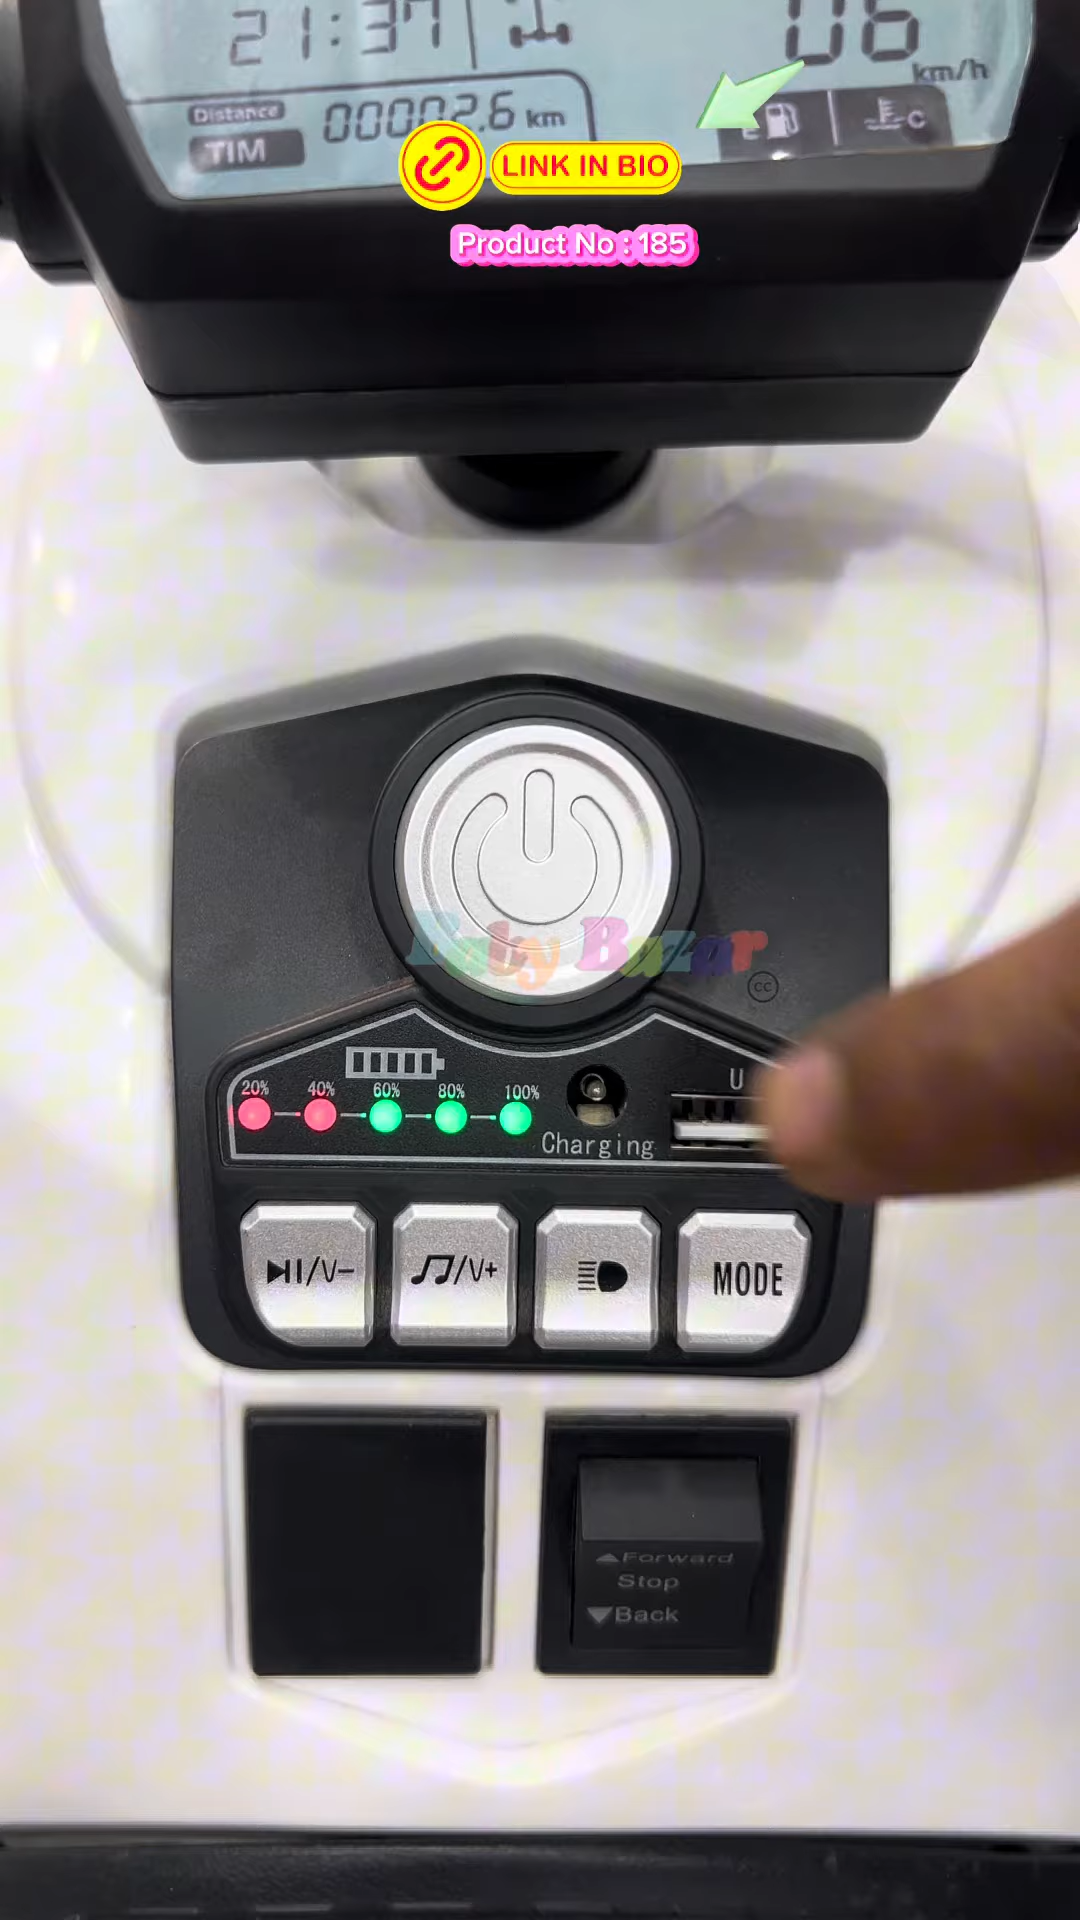 21:37
06
km/h
Distance
00002.6 km
TIM
C
LINK IN BIO
Product No : 185
Baby Bazar
cc
20% 40% 60% 80% 100%
U
Charging
/V-
/V+
MODE
Forward
Stop
Back